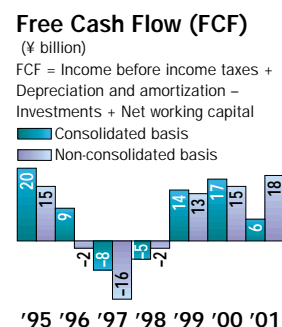 Free Cash Flow (FCF)
(¥ billion)
FCF = Income before income taxes +
Depreciation and amortization –
Investments + Net working capital
Consolidated basis
Non-consolidated basis
20 15 9 -2 -8 -16 -5 -2 14 13 17 15 6 18
'95 '96 '97 '98 '99 '00 '01